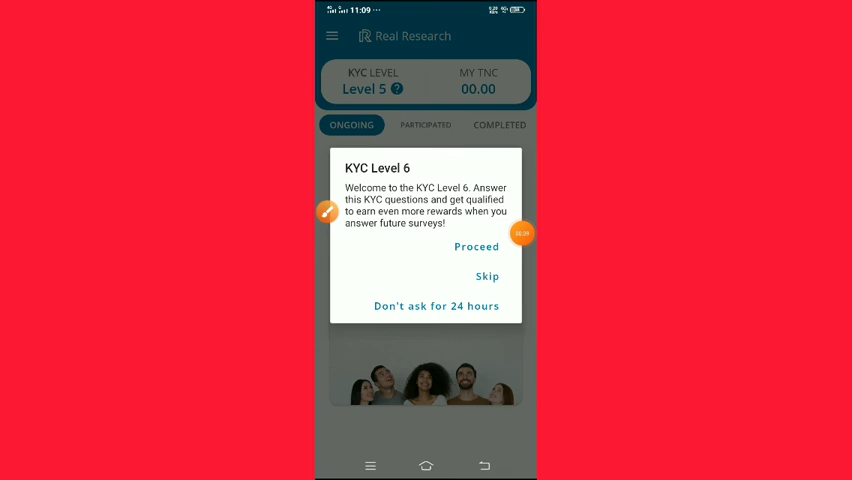 11:09
Real Research
KYC LEVEL
Level 5
?
MY TNC
00.00
ONGOING
PARTICIPATED
COMPLETED
KYC Level 6
Welcome to the KYC Level 6. Answer
this KYC questions and get qualified
to earn even more rewards when you
answer future surveys!
00:09
Proceed
Skip
Don't ask for 24 hours